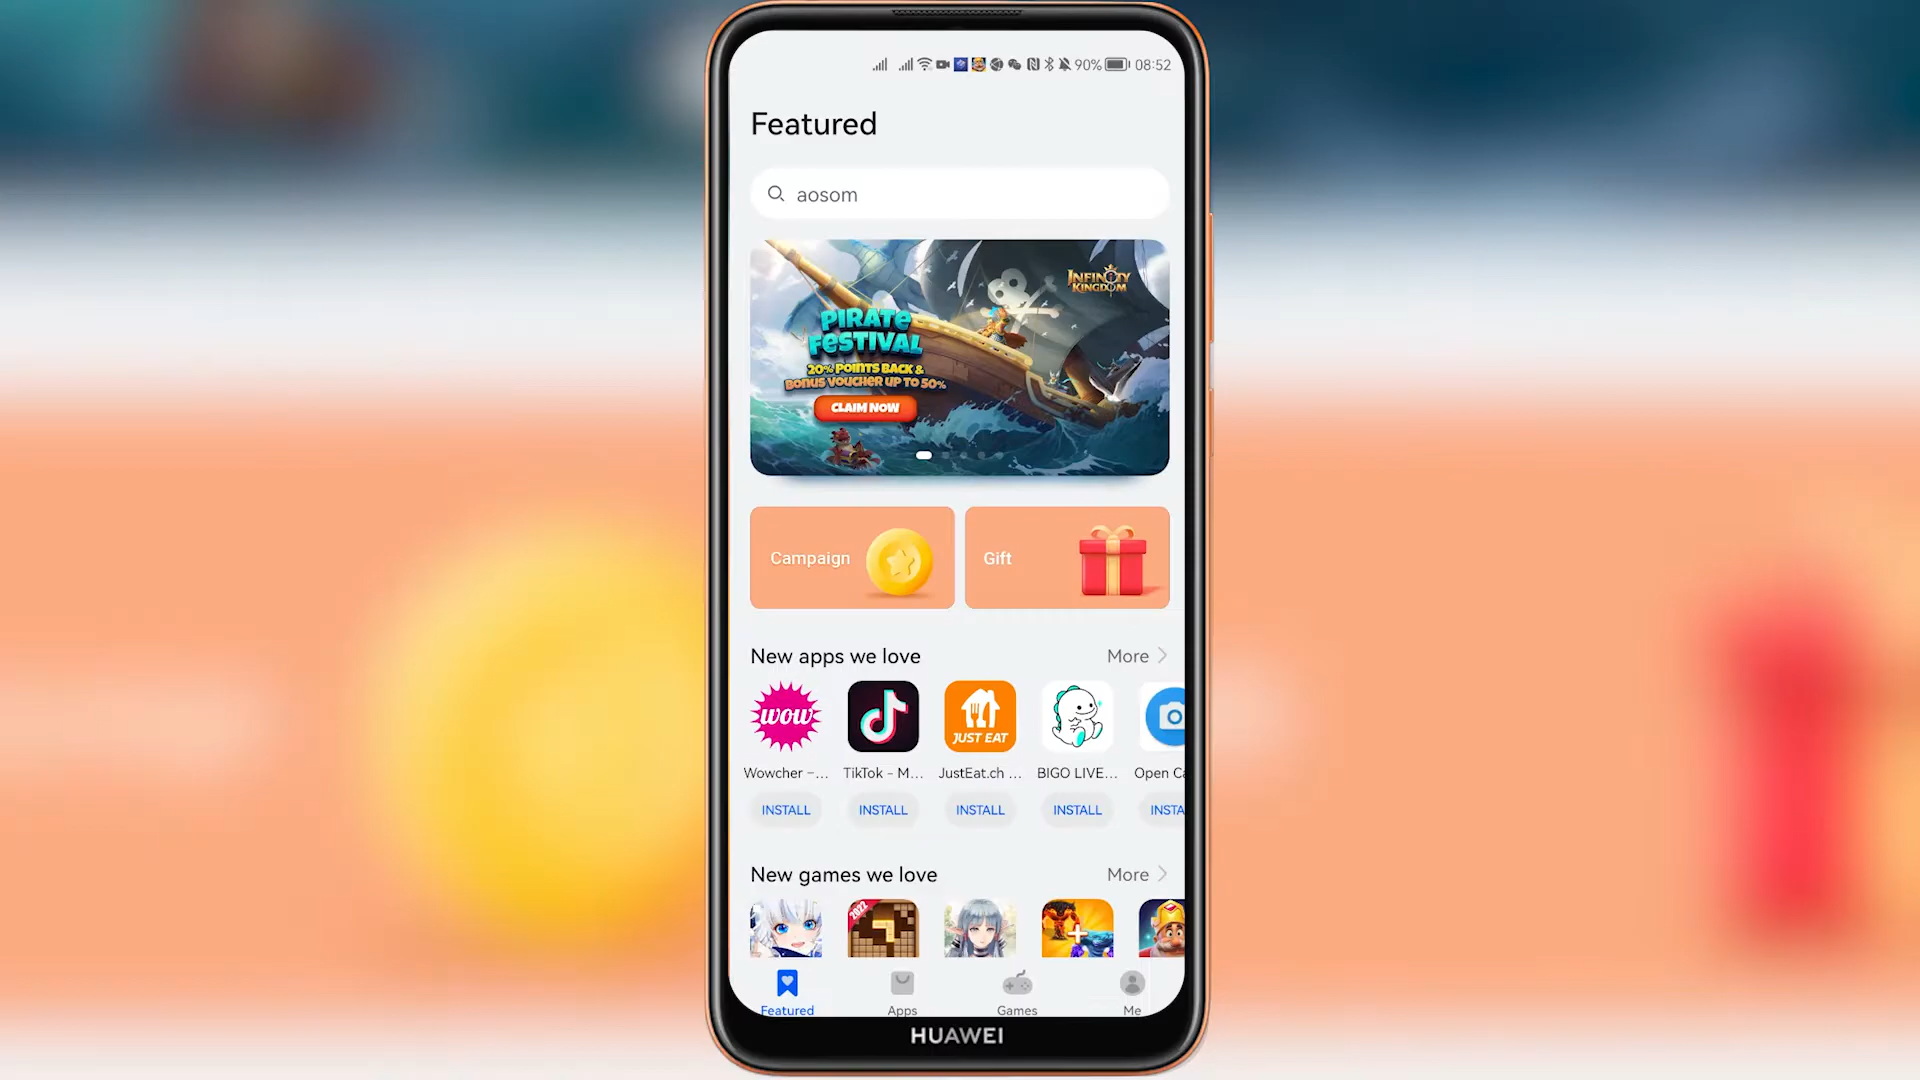 90% 08:52
Featured
aosom
INFINITY
KINGDOM
PIRATE
FESTIVAL
20% POINTS BACK &
BONUS VOUCHER UP TO 50%
CLAIM NOW
Campaign
Gift
New apps we love
More
wow
JUST EAT
Wowcher –...
TikTok - M...
JustEat.ch ...
BIGO LIVE...
Open Ca
INSTALL
INSTALL
INSTALL
INSTALL
INSTA
New games we love
More
2022
Featured
Apps
Games
Me
HUAWEI